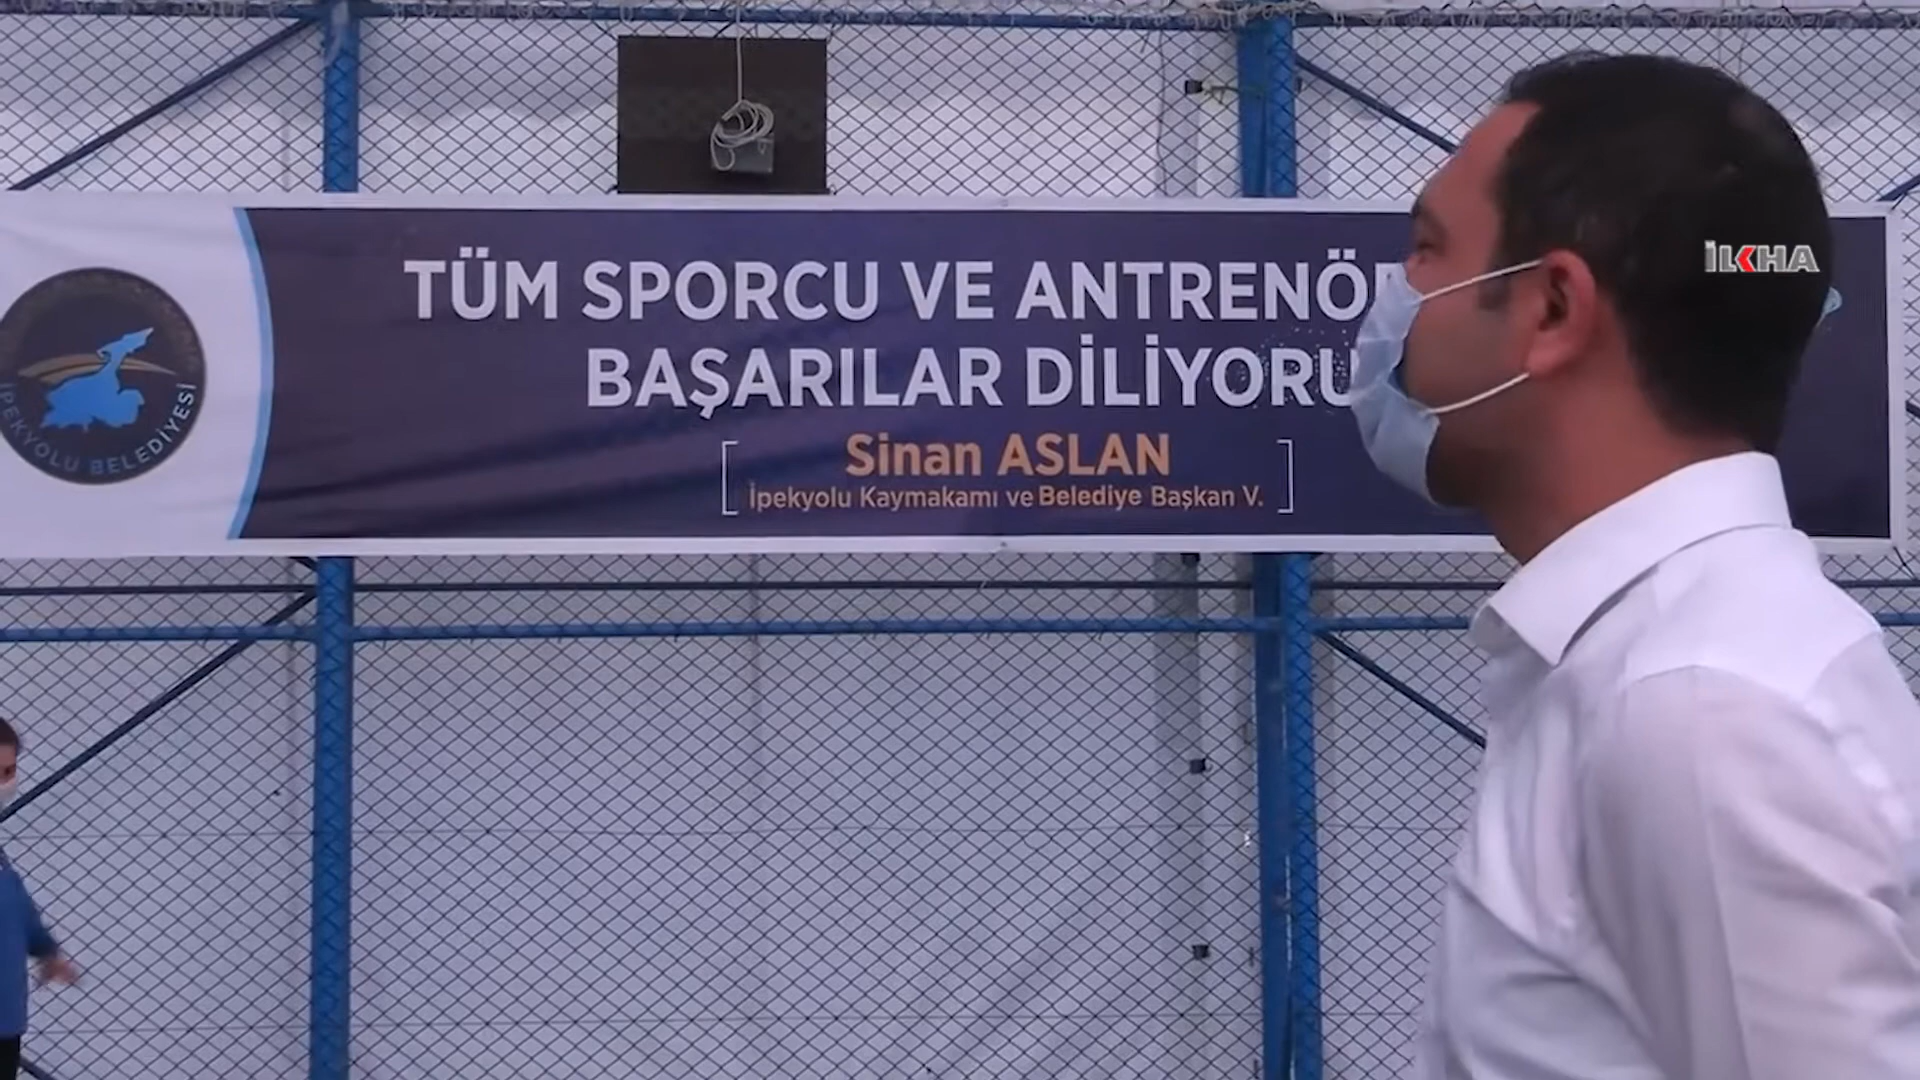 TÜM SPORCU VE ANTRENÖ
BAŞARILAR DİLİYORU
Sinan ASLAN
İpekyolu Kaymakamı ve Belediye Başkan V.
İPEKYOLU BELEDİYESİ
İLKHA